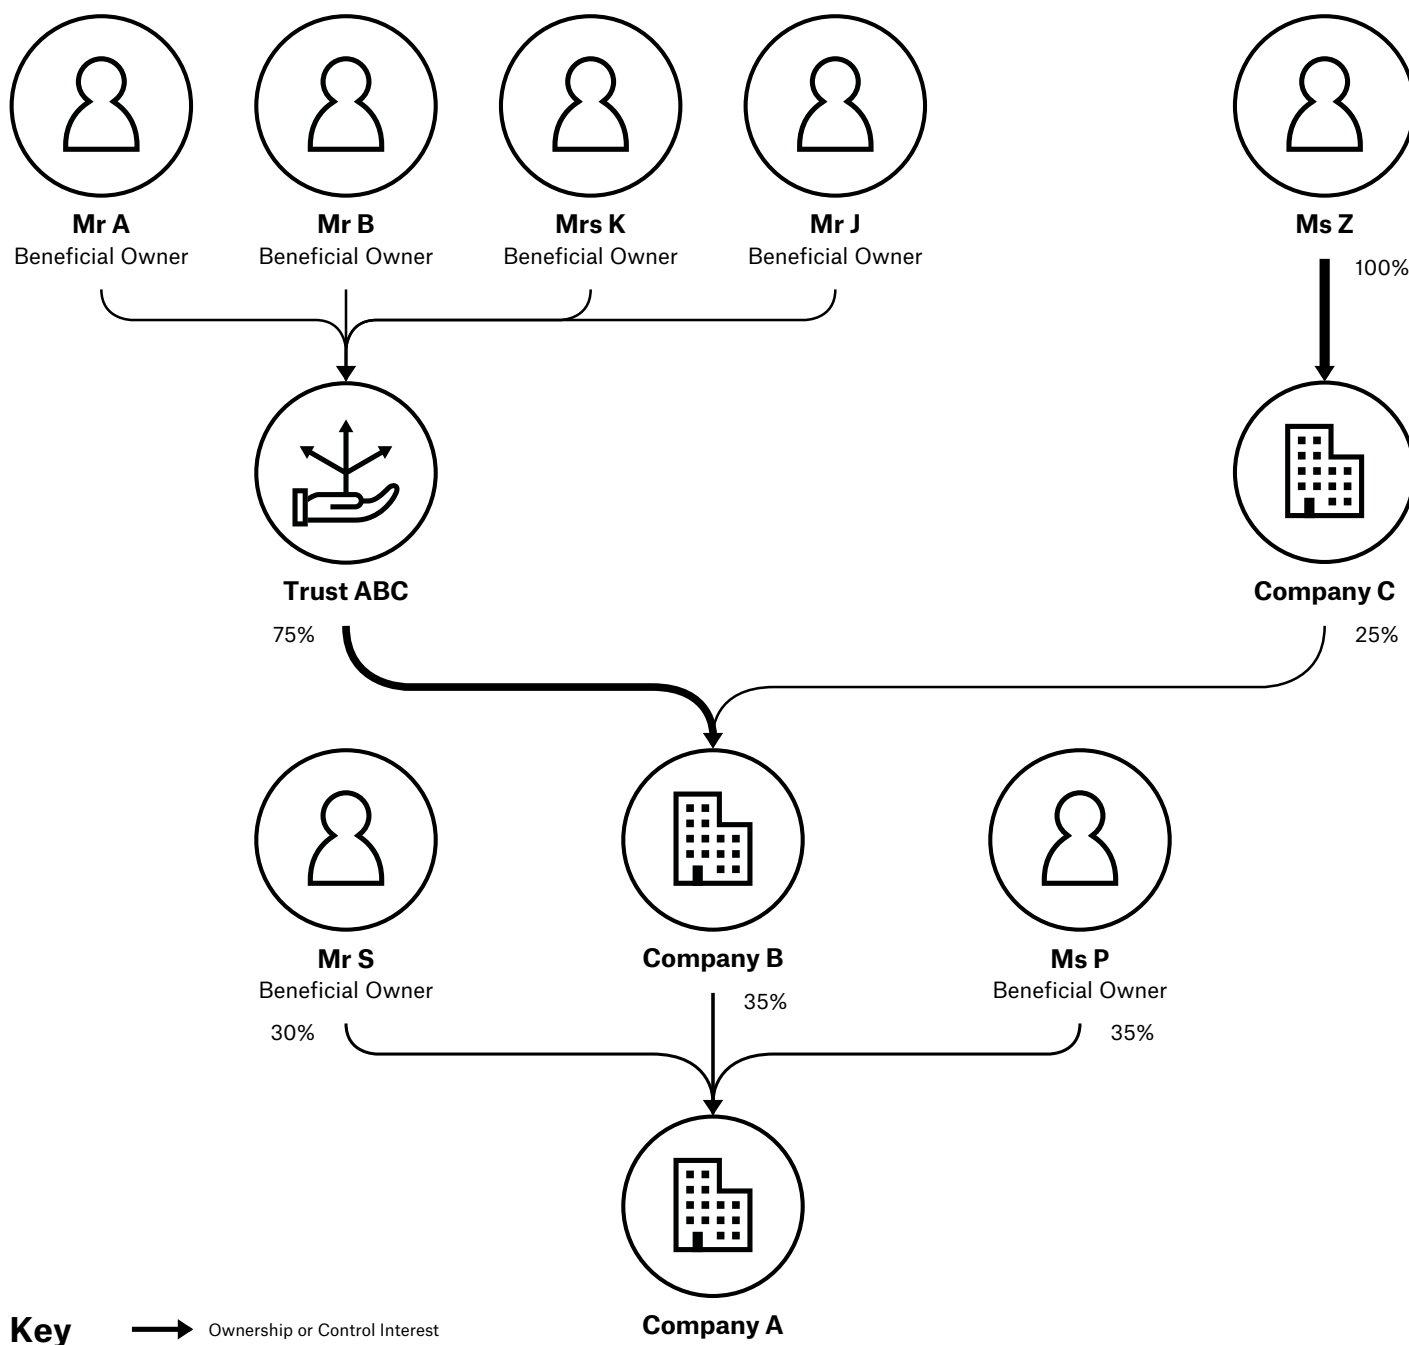 Mr A
Beneficial Owner
Mr B
Beneficial Owner
Mrs K
Beneficial Owner
Mr J
Beneficial Owner
Ms Z
100%
Trust ABC
75%
Company C
25%
Mr S
Beneficial Owner
30%
Company B
35%
Ms P
Beneficial Owner
35%
Company A
Key
Ownership or Control Interest